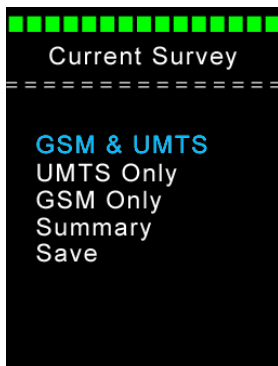 Current Survey
================
GSM & UMTS
UMTS Only
GSM Only
Summary
Save